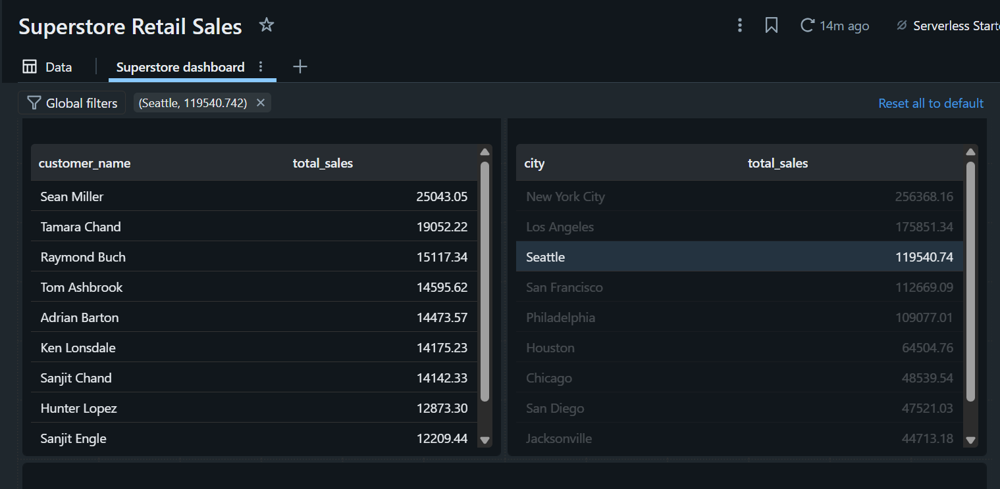 Superstore Retail Sales
14m ago
Serverless Start
Data
Superstore dashboard
Global filters
(Seattle, 119540.742)
Reset all to default
customer_name total_sales
Sean Miller 25043.05
Tamara Chand 19052.22
Raymond Buch 15117.34
Tom Ashbrook 14595.62
Adrian Barton 14473.57
Ken Lonsdale 14175.23
Sanjit Chand 14142.33
Hunter Lopez 12873.30
Sanjit Engle 12209.44
city total_sales
New York City 256368.16
Los Angeles 175851.34
Seattle 119540.74
San Francisco 112669.09
Philadelphia 109077.01
Houston 64504.76
Chicago 48539.54
San Diego 47521.03
Jacksonville 44713.18